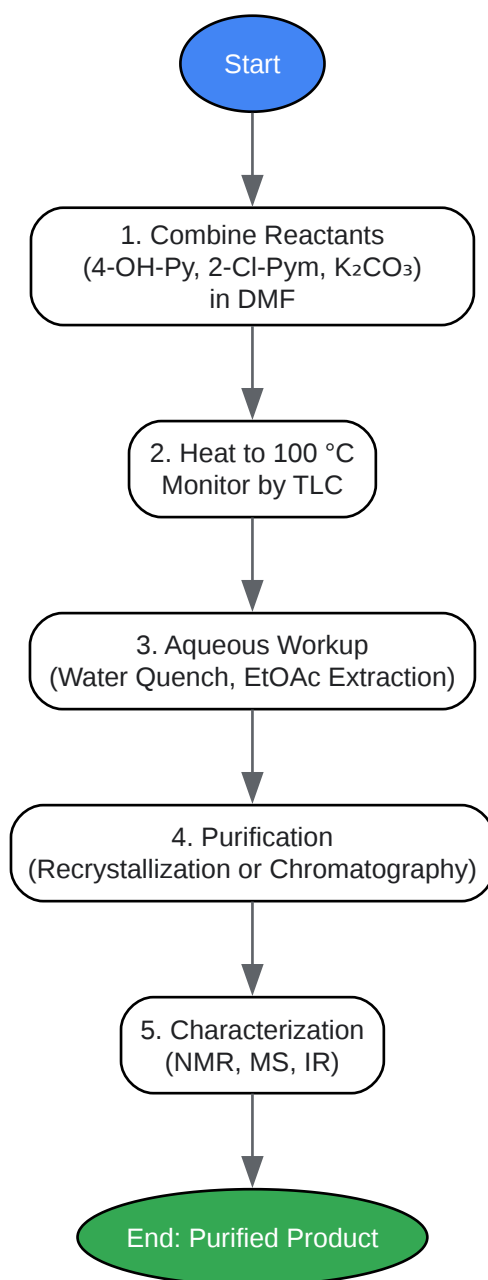 Start
1. Combine Reactants
(4-OH-Py, 2-Cl-Pym, K₂CO₃)
in DMF
2. Heat to 100 °C
Monitor by TLC
3. Aqueous Workup
(Water Quench, EtOAc Extraction)
4. Purification
(Recrystallization or Chromatography)
5. Characterization
(NMR, MS, IR)
End: Purified Product